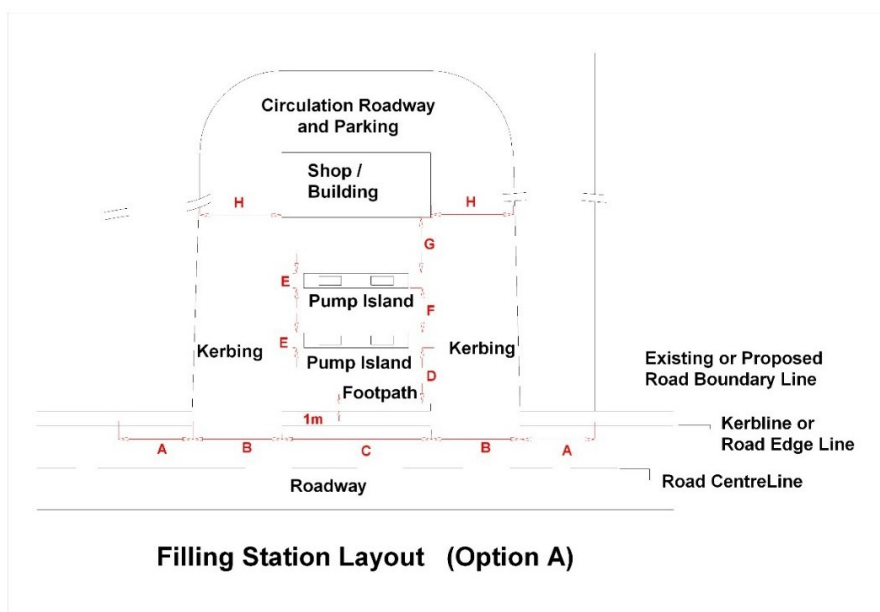 Circulation Roadway
and Parking
Shop /
Building
H
H
G
E
Pump Island
F
E
Kerbing
Pump Island
Kerbing
D
Existing or Proposed
Road Boundary Line
Footpath
1m
Kerbline or
Road Edge Line
A
B
C
B
A
Road CentreLine
Roadway
Filling Station Layout (Option A)